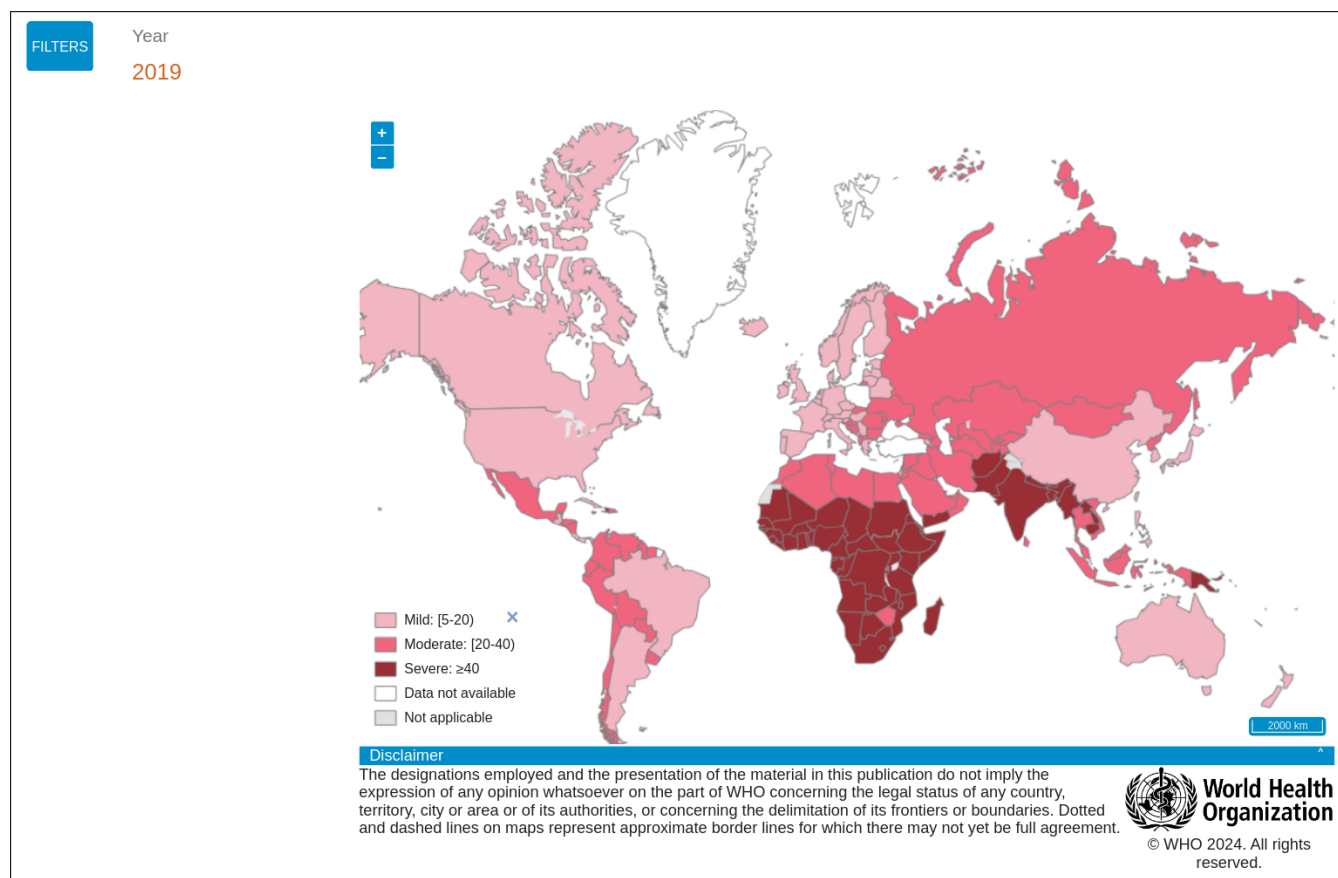 FILTERS
Year
2019
+
−
Mild: [5-20)
×
Moderate: [20-40)
Severe: ≥40
Data not available
Not applicable
2000 km
Disclaimer
^
The designations employed and the presentation of the material in this publication do not imply the
expression of any opinion whatsoever on the part of WHO concerning the legal status of any country,
territory, city or area or of its authorities, or concerning the delimitation of its frontiers or boundaries. Dotted
and dashed lines on maps represent approximate border lines for which there may not yet be full agreement.
World Health
Organization
© WHO 2024. All rights
reserved.